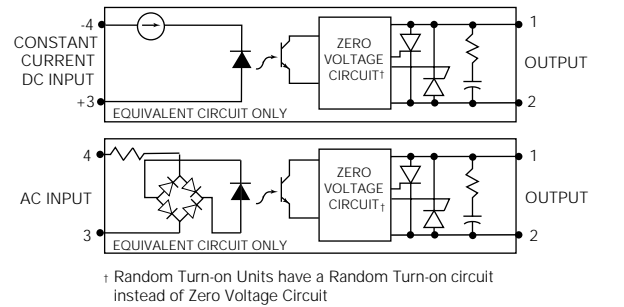 -4
CONSTANT
CURRENT
DC INPUT
+3
ZERO
VOLTAGE
CIRCUIT†
1
OUTPUT
2
EQUIVALENT CIRCUIT ONLY
4
AC INPUT
3
ZERO
VOLTAGE
CIRCUIT†
1
OUTPUT
2
EQUIVALENT CIRCUIT ONLY
† Random Turn-on Units have a Random Turn-on circuit
instead of Zero Voltage Circuit